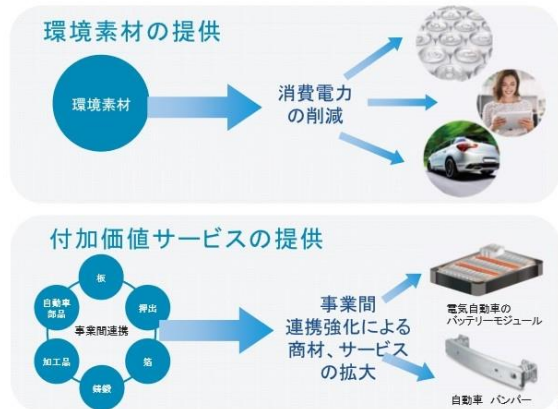 環境素材の提供
環境素材
消費電力
の削減
付加価値サービスの提供
板
自動車
部品
押出
事業間連携
加工品
箔
鋳鍛
事業間
連携強化による
商材、サービス
の拡大
電気自動車の
バッテリーモジュール
自動車 バンパー